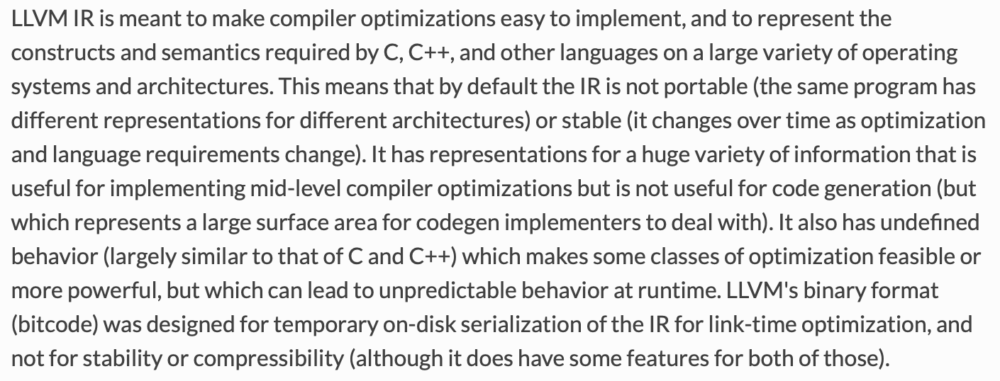 LLVM IR is meant to make compiler optimizations easy to implement, and to represent the
constructs and semantics required by C, C++, and other languages on a large variety of operating
systems and architectures. This means that by default the IR is not portable (the same program has
different representations for different architectures) or stable (it changes over time as optimization
and language requirements change). It has representations for a huge variety of information that is
useful for implementing mid-level compiler optimizations but is not useful for code generation (but
which represents a large surface area for codegen implementers to deal with). It also has undefined
behavior (largely similar to that of C and C++) which makes some classes of optimization feasible or
more powerful, but which can lead to unpredictable behavior at runtime. LLVM's binary format
(bitcode) was designed for temporary on-disk serialization of the IR for link-time optimization, and
not for stability or compressibility (although it does have some features for both of those).